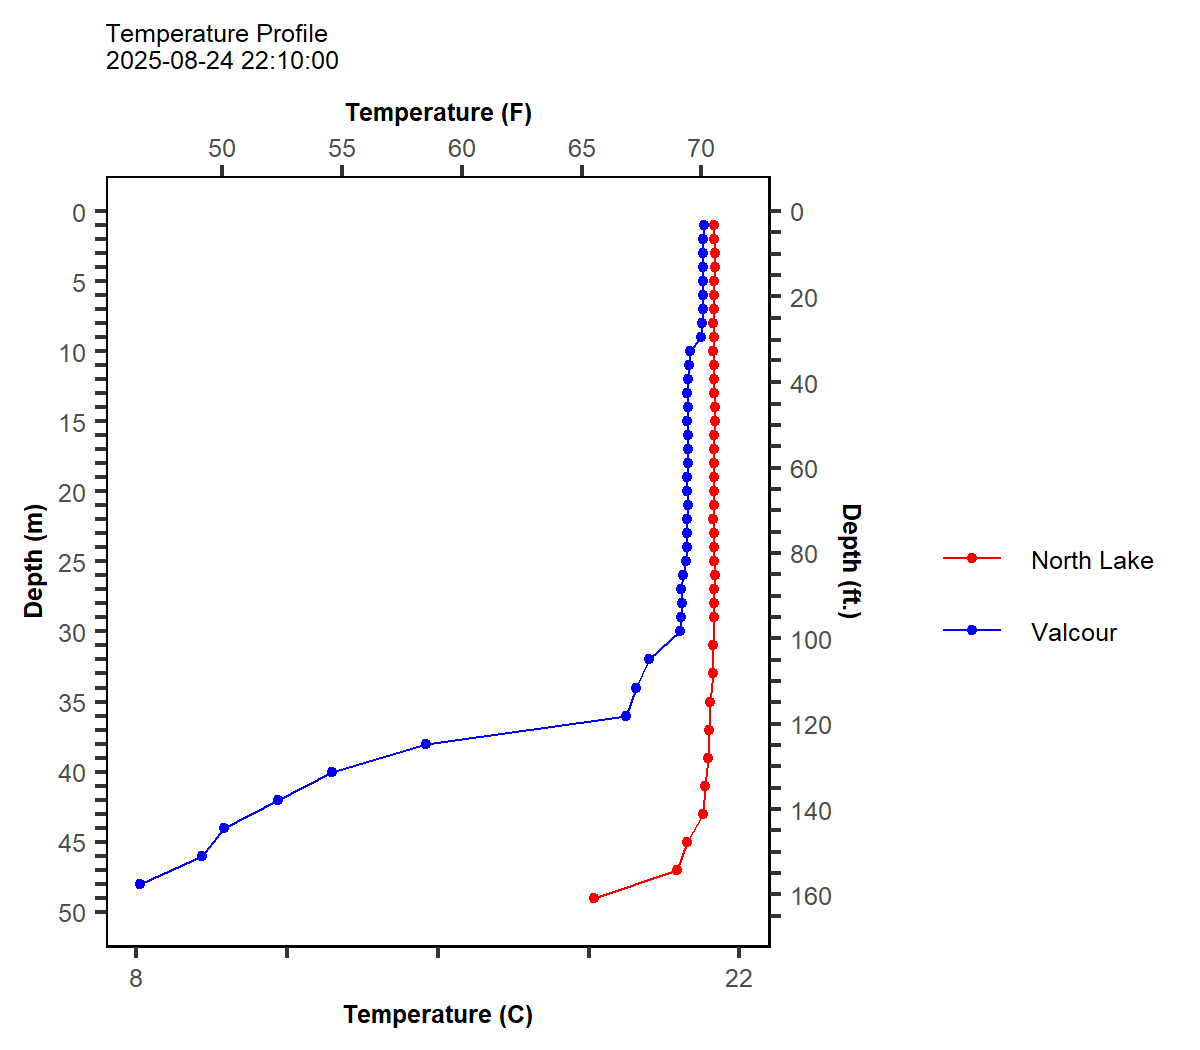 Temperature Profile
2025-08-24 22:10:00
Temperature (F)
50 55 60 65 70
0
5
10
15
20
25
30
35
40
45
50
Depth (m)
0
20
40
60
80
100
120
140
160
Depth (ft.)
North Lake
Valcour
8 22
Temperature (C)